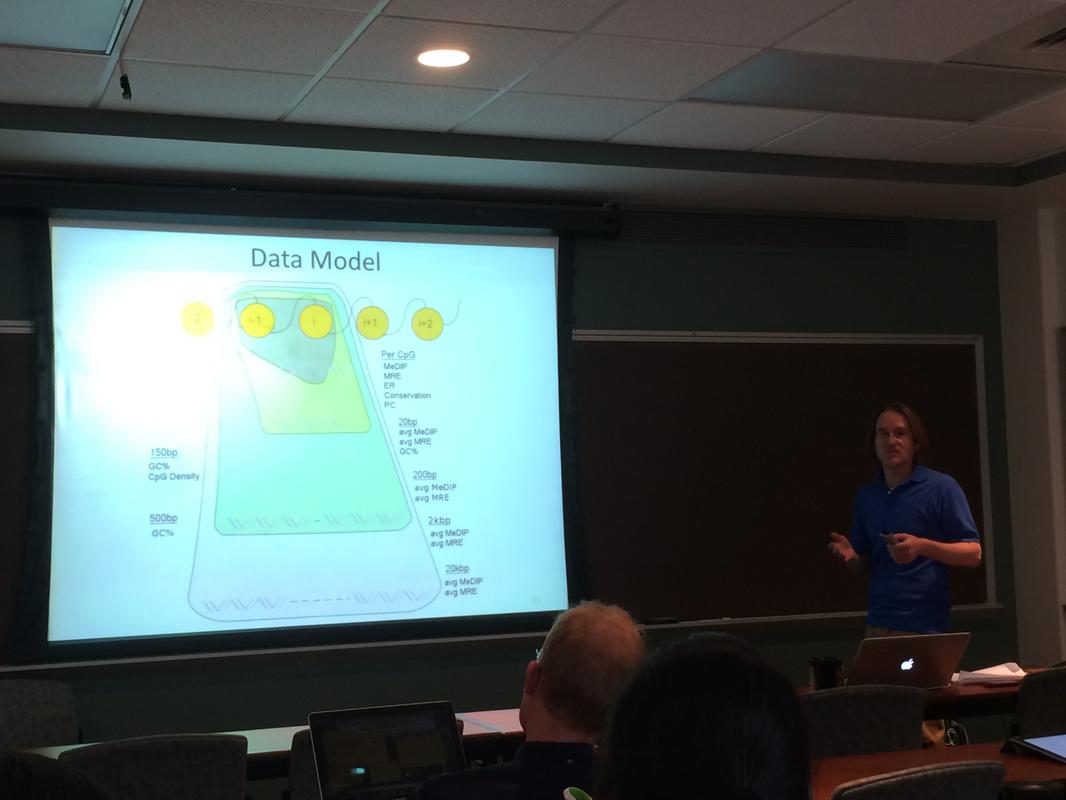 Data Model
i-1
i
i+1
i+2
Per CpG
MeDIP
MRE
ER
Conservation
PC
20bp
avg MeDIP
avg MRE
GC%
150bp
GC%
CpG Density
200bp
avg MeDIP
avg MRE
500bp
GC%
2kbp
avg MeDIP
avg MRE
20kbp
avg MeDIP
avg MRE